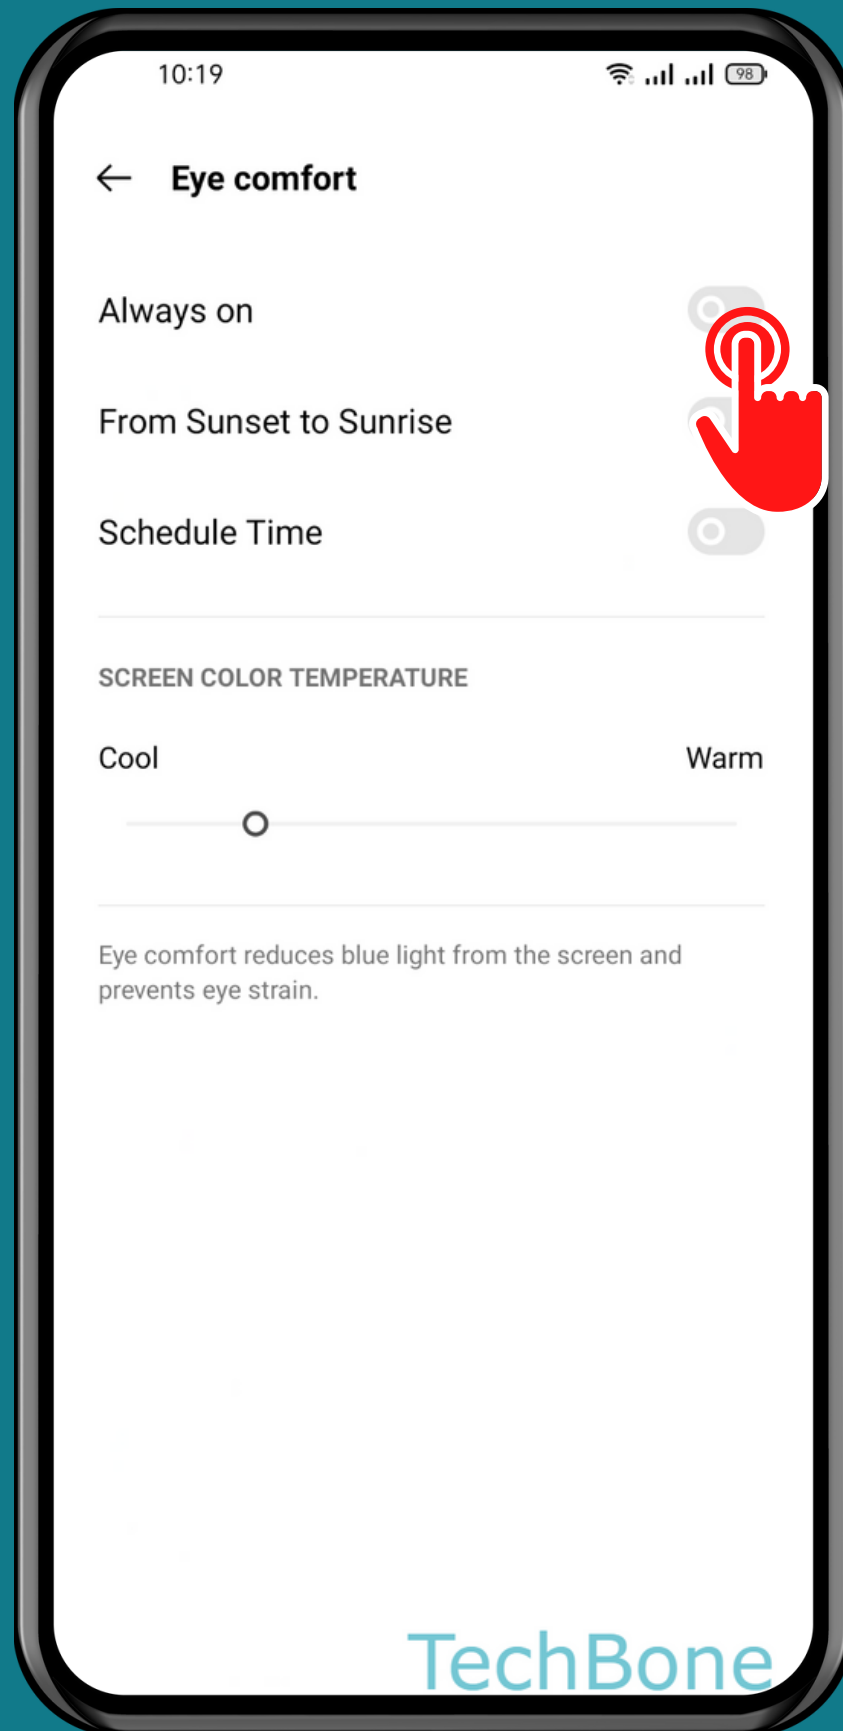 10:19
98
Eye comfort
Always on
From Sunset to Sunrise
Schedule Time
SCREEN COLOR TEMPERATURE
Cool
Warm
Eye comfort reduces blue light from the screen and
prevents eye strain.
TechBone